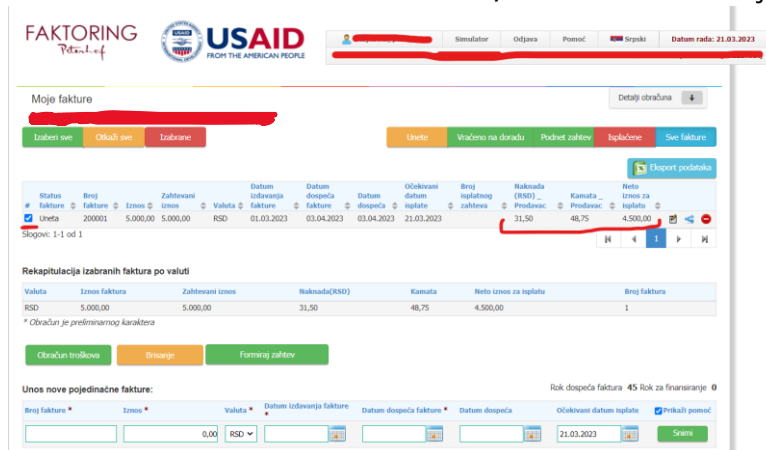 FAKTORING
Petenhof
USAID
FROM THE AMERICAN PEOPLE
Simulator Odjava Pomoć Srpski Datum rada: 21.03.2023
Moje fakture
Detalji obračuna
Izaberi sve Otkaži sve Izabrane Unete Vraćeno na doradu Podnet zahtev Isplaćene Sve fakture
Eksport podataka
# Status fakture Broj fakture Iznos Zahtevani iznos Valuta Datum izdavanja fakture Datum dospeća fakture Datum dospeća Očekivani datum isplate Broj isplatnog zahteva Naknada (RSD) _ Prodavac Kamata _ Prodavac Neto iznos za isplatu
Uneta 200001 5.000,00 5.000,00 RSD 01.03.2023 03.04.2023 03.04.2023 21.03.2023 31,50 48,75 4.500,00
Slogovi: 1-1 od 1
1
Rekapitulacija izabranih faktura po valuti
Valuta Iznos faktura Zahtevani iznos Naknada(RSD) Kamata Neto iznos za isplatu Broj faktura
RSD 5.000,00 5.000,00 31,50 48,75 4.500,00 1
* Obračun je preliminarnog karaktera
Obračun troškova Brisanje Formiraj zahtev
Unos nove pojedinačne fakture: Rok dospeća faktura 45 Rok za finansiranje 0
Broj fakture * Iznos * Valuta * Datum izdavanja fakture * Datum dospeća fakture * Datum dospeća Očekivani datum isplate Prikaži pomoć
0,00 RSD 21.03.2023 Snimi